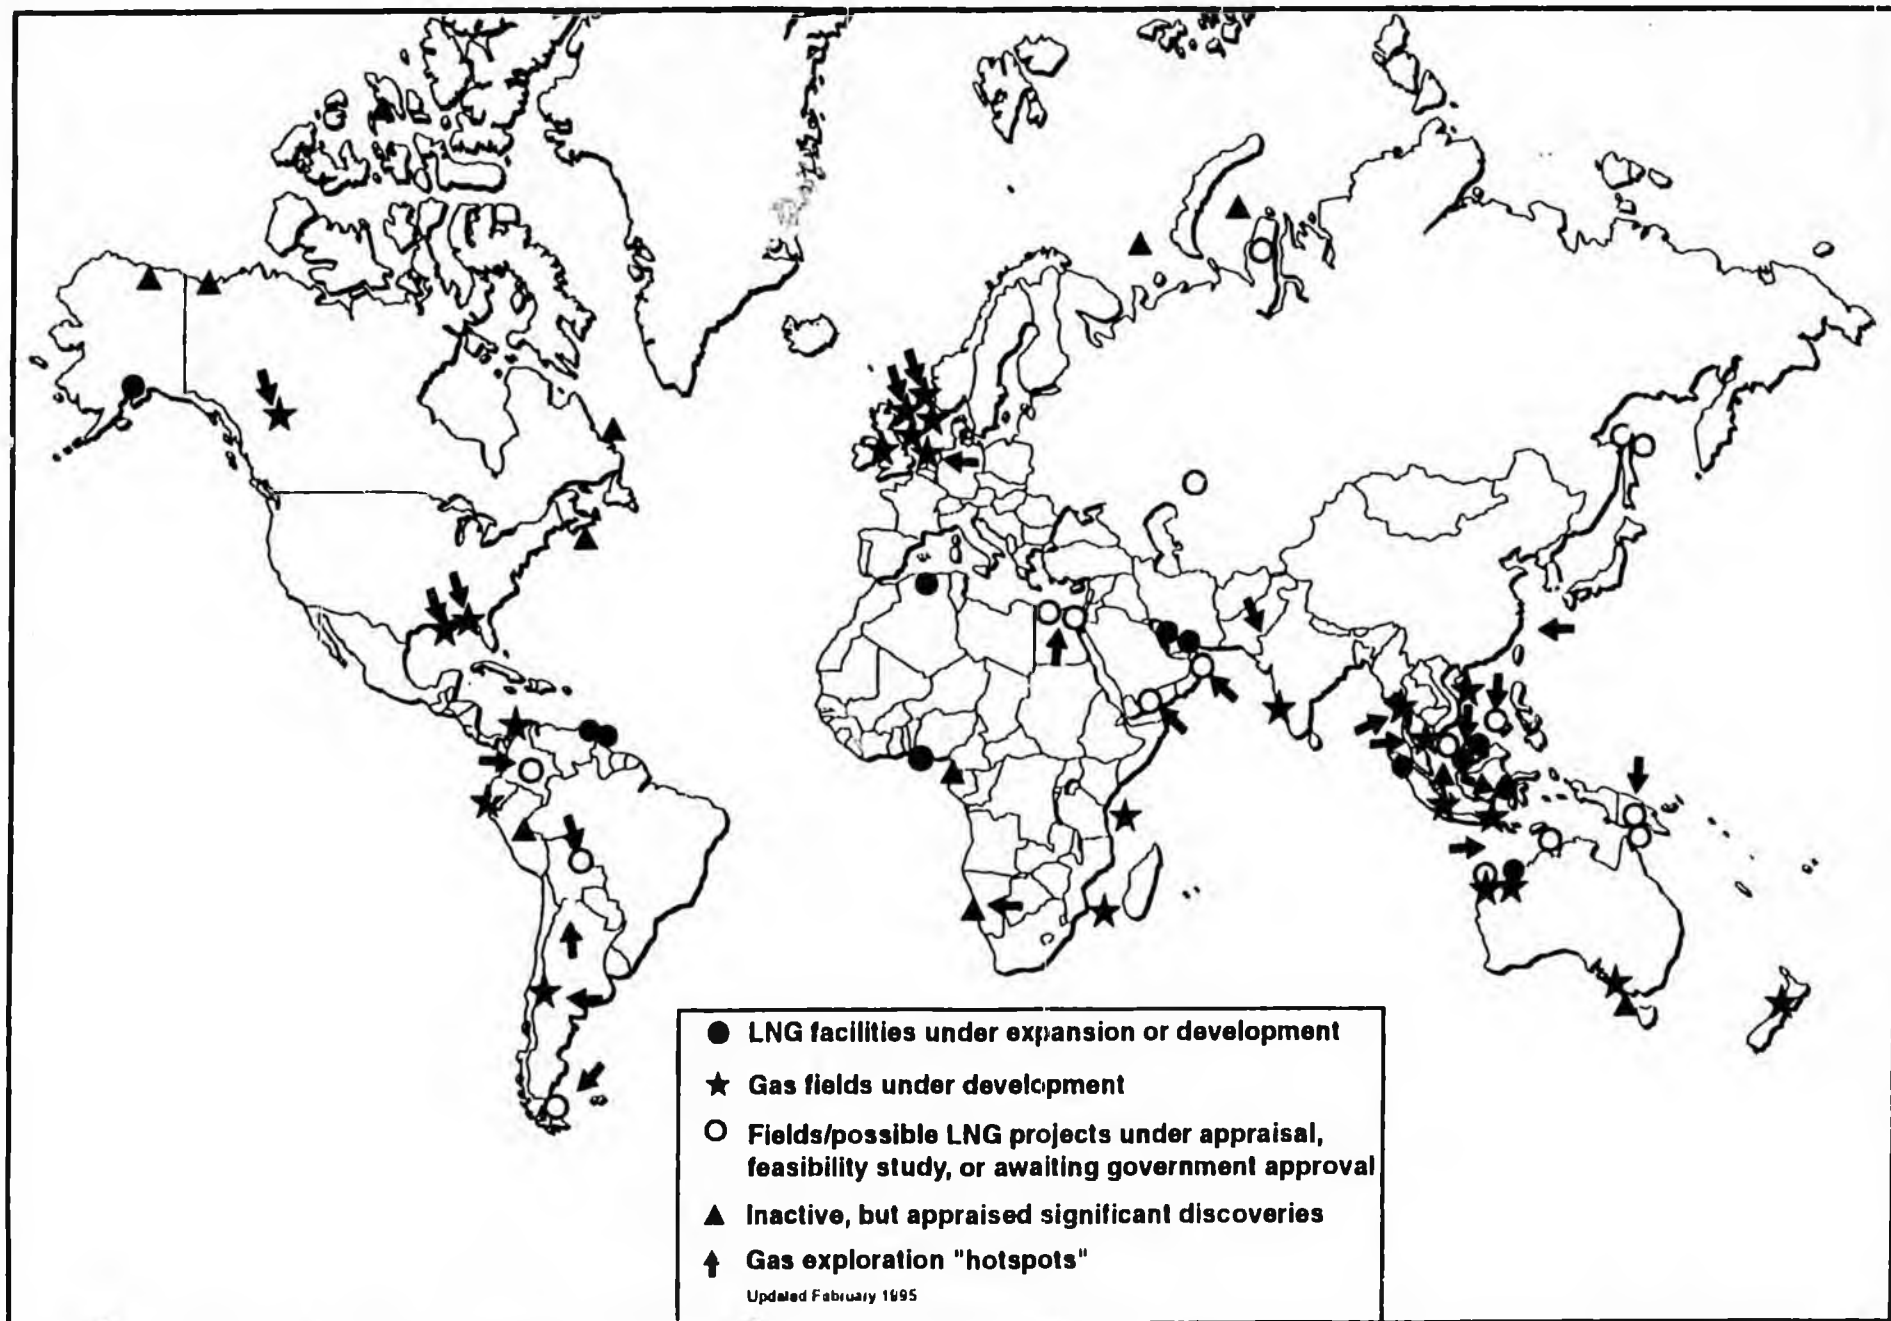 LNG facilities under expansion or development
Gas fields under development
Fields/possible LNG projects under appraisal,
feasibility study, or awaiting government approval
Inactive, but appraised significant discoveries
Gas exploration "hotspots"
Updated February 1995